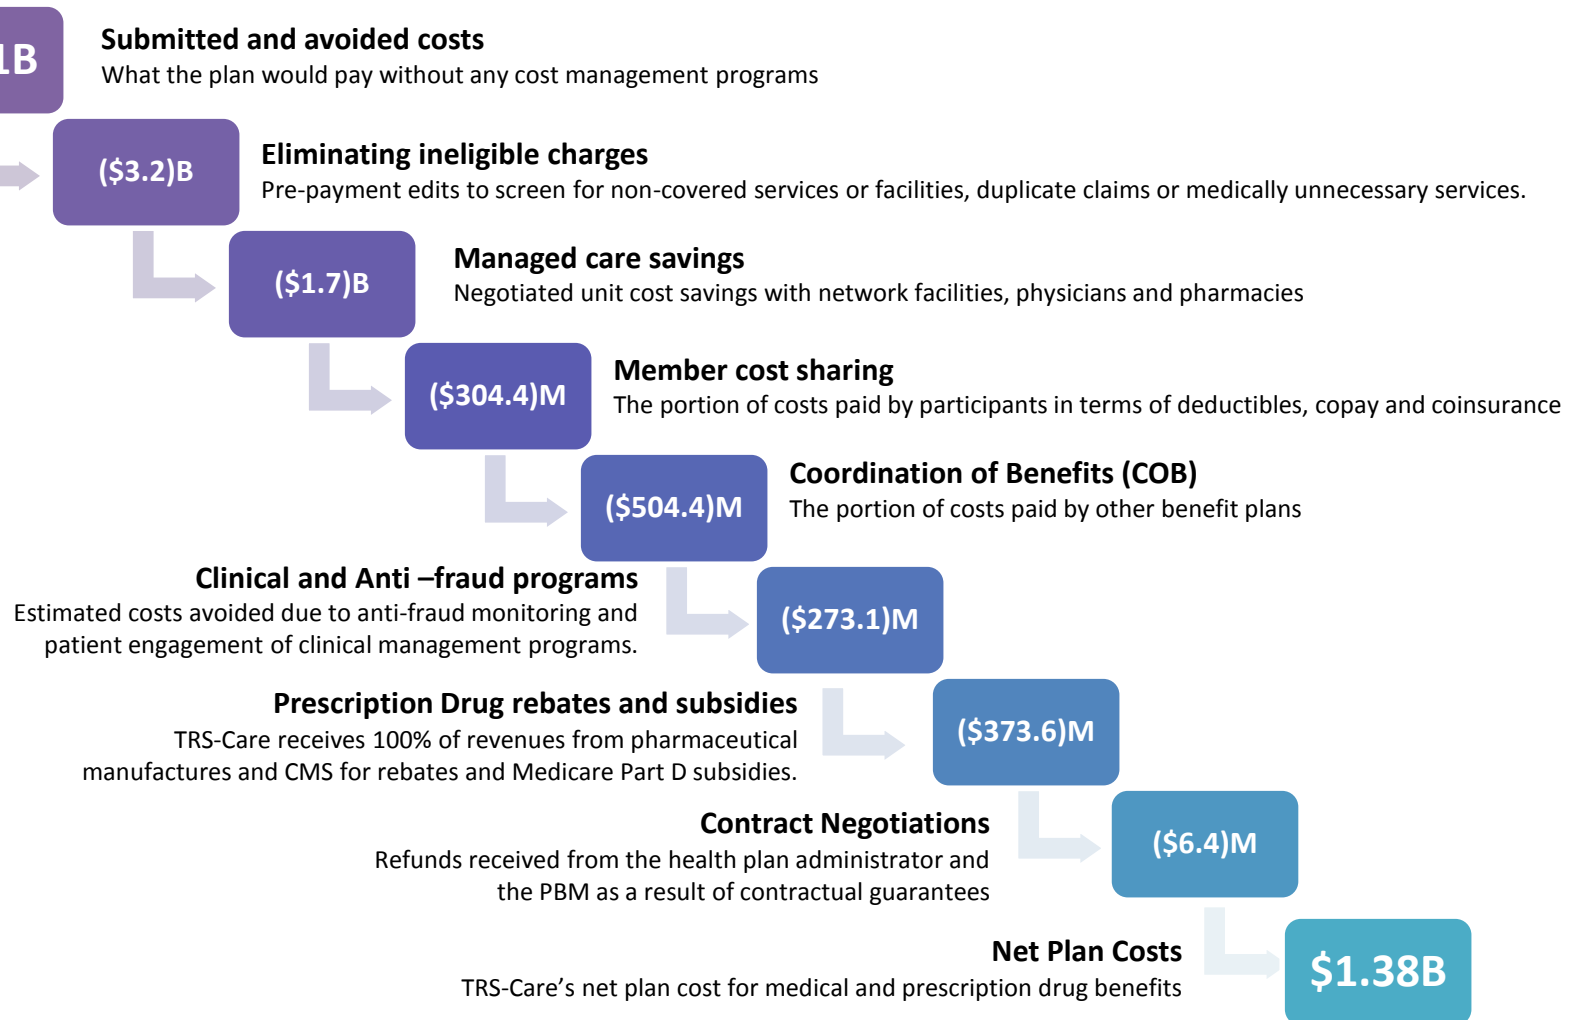 1B
Submitted and avoided costs
What the plan would pay without any cost management programs
($3.2)B
Eliminating ineligible charges
Pre-payment edits to screen for non-covered services or facilities, duplicate claims or medically unnecessary services.
($1.7)B
Managed care savings
Negotiated unit cost savings with network facilities, physicians and pharmacies
($304.4)M
Member cost sharing
The portion of costs paid by participants in terms of deductibles, copay and coinsurance
($504.4)M
Coordination of Benefits (COB)
The portion of costs paid by other benefit plans
Clinical and Anti –fraud programs
Estimated costs avoided due to anti-fraud monitoring and
patient engagement of clinical management programs.
($273.1)M
Prescription Drug rebates and subsidies
TRS-Care receives 100% of revenues from pharmaceutical
manufactures and CMS for rebates and Medicare Part D subsidies.
($373.6)M
Contract Negotiations
Refunds received from the health plan administrator and
the PBM as a result of contractual guarantees
($6.4)M
Net Plan Costs
TRS-Care’s net plan cost for medical and prescription drug benefits
$1.38B